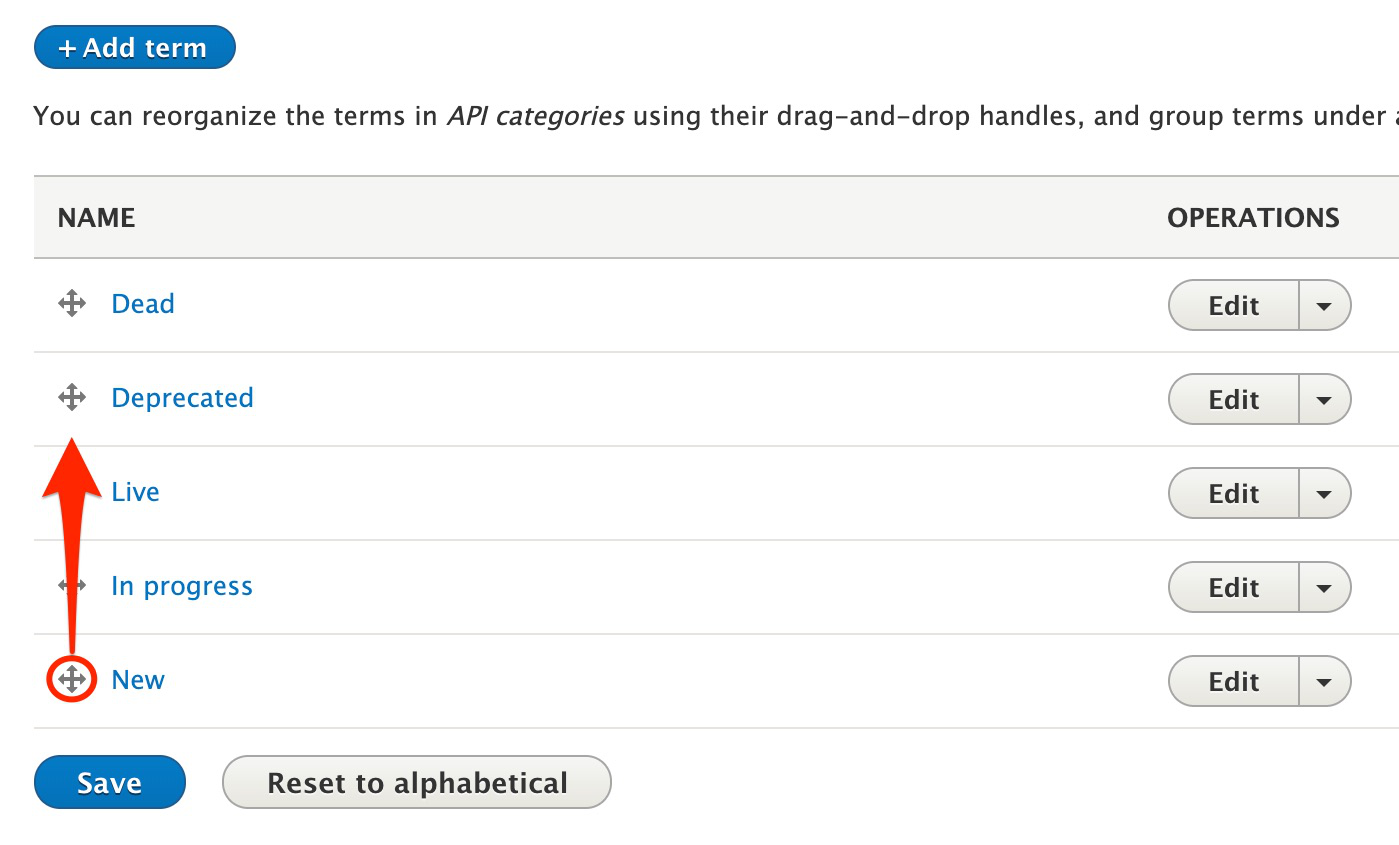 + Add term
You can reorganize the terms in API categories using their drag-and-drop handles, and group terms under
NAME OPERATIONS
Dead Edit
Deprecated Edit
Live Edit
In progress Edit
New Edit
Save Reset to alphabetical